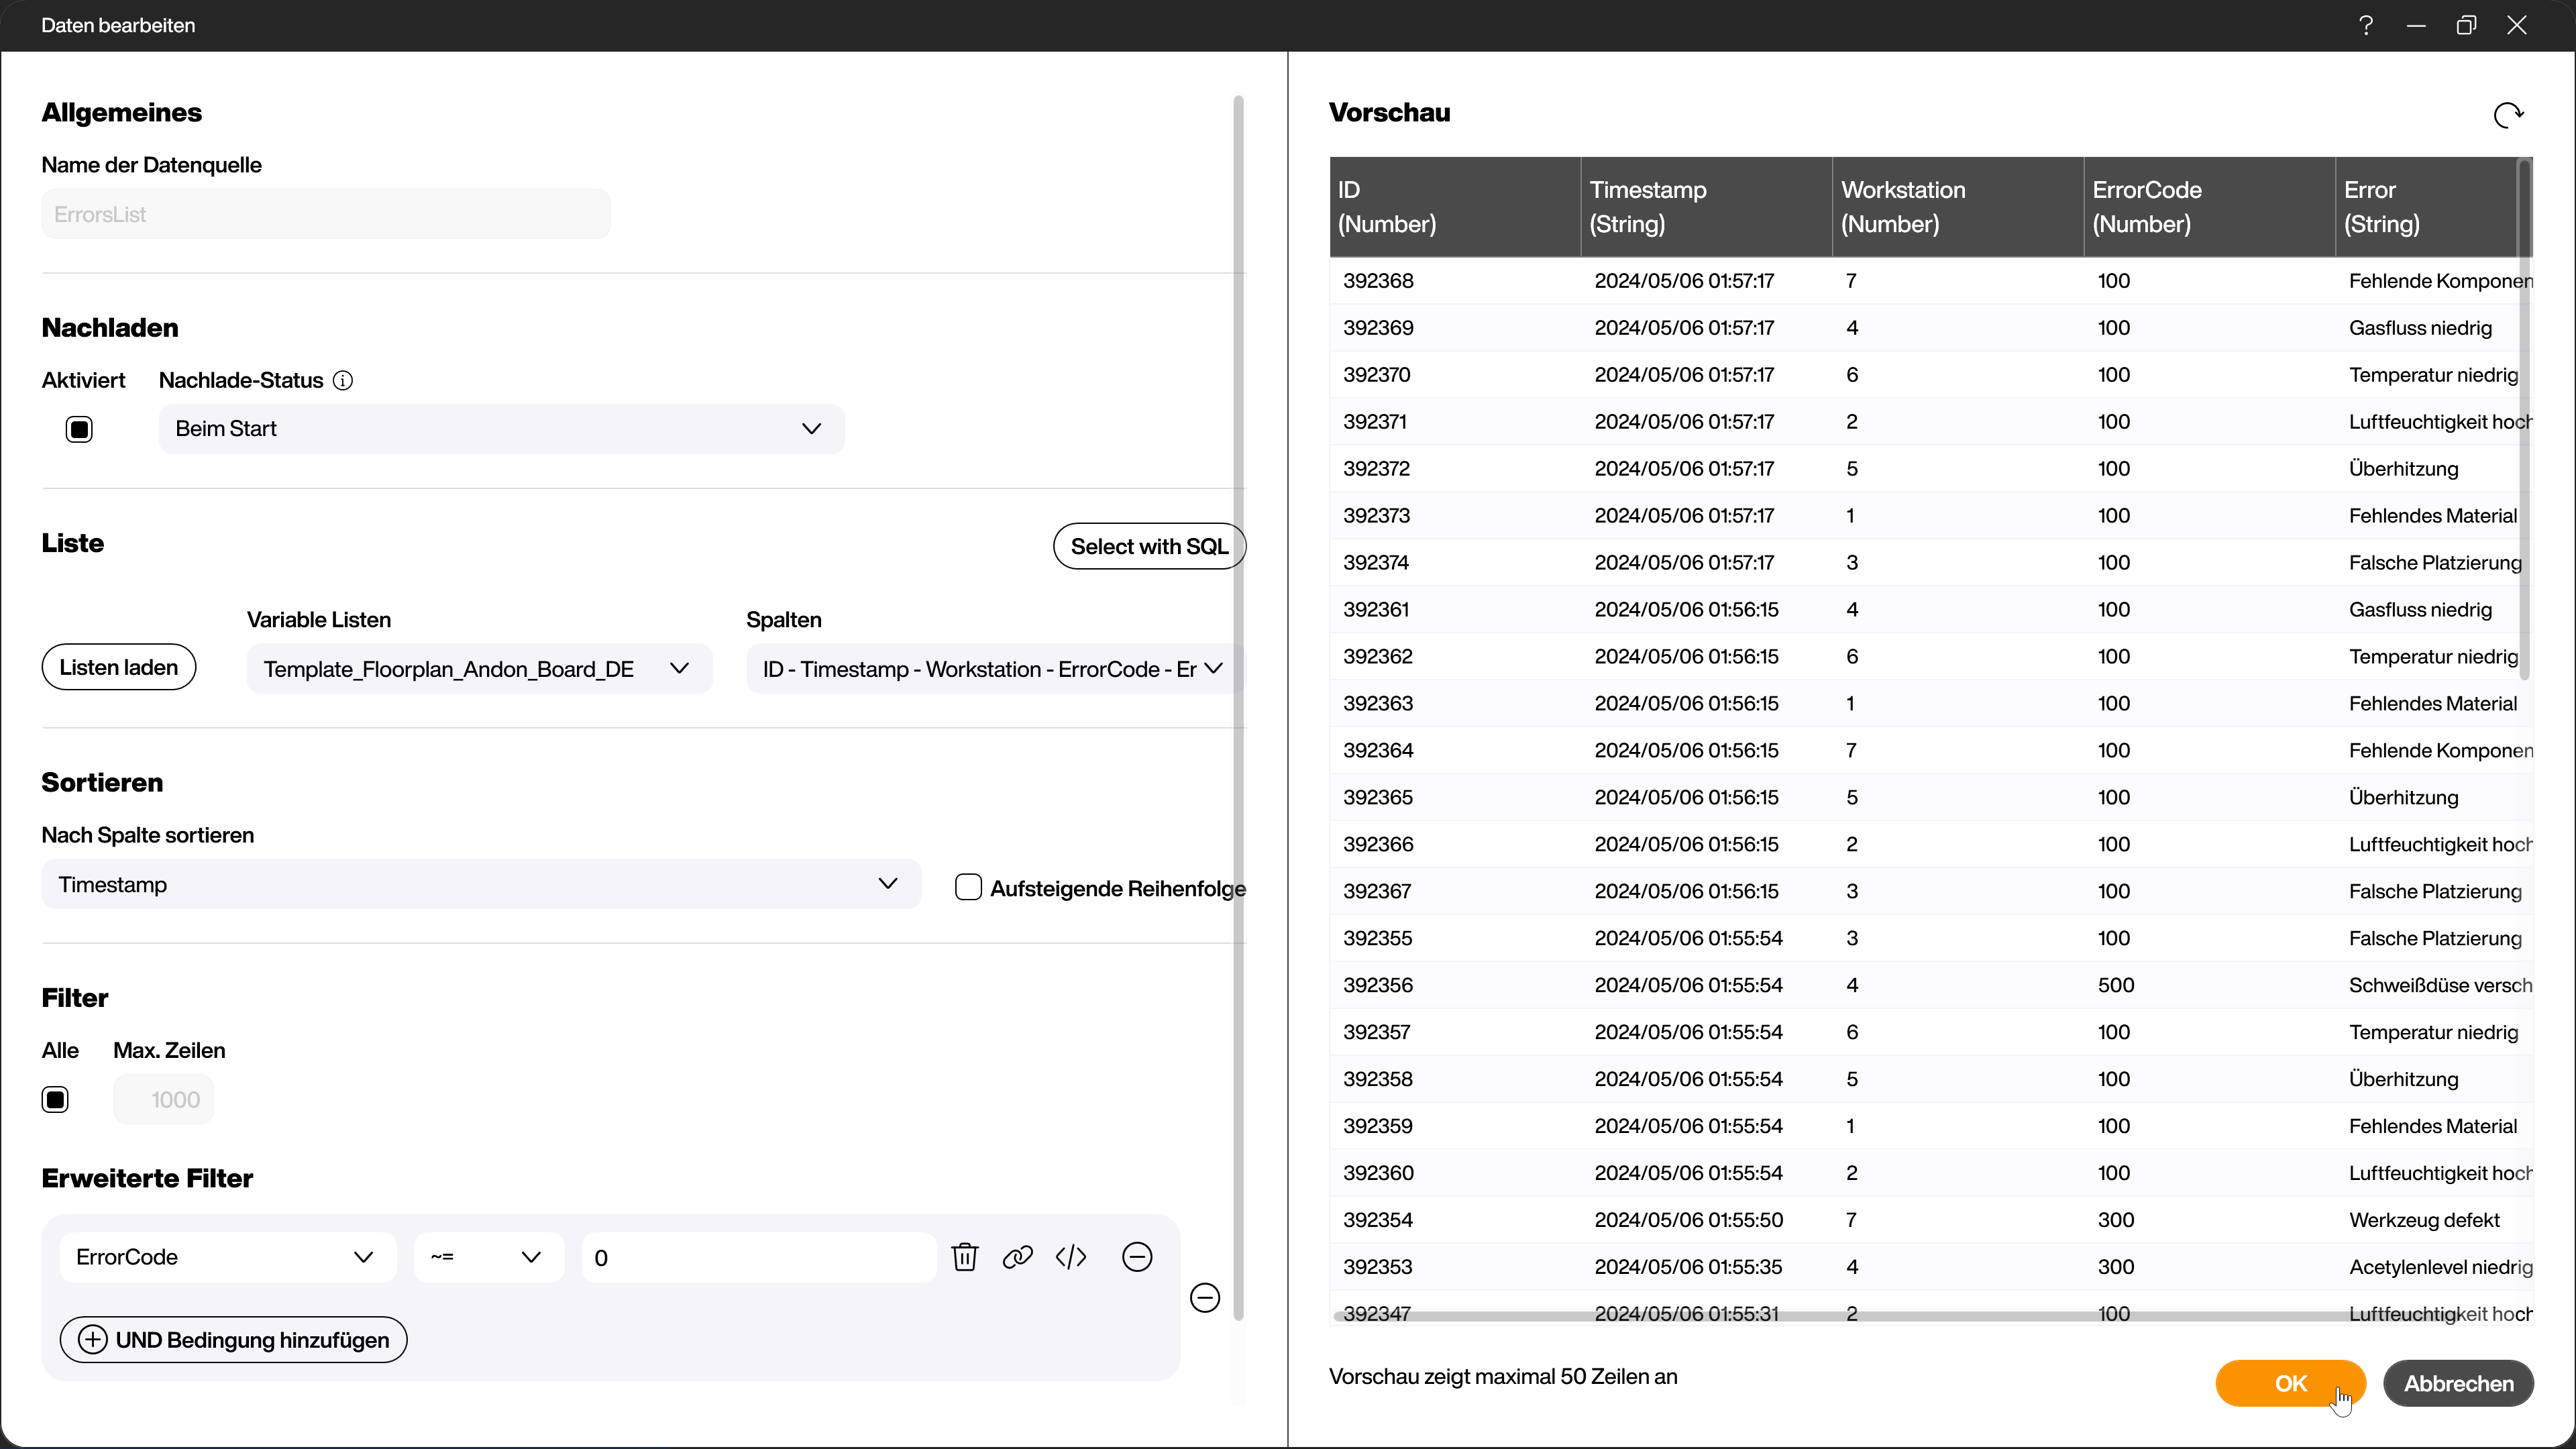 Daten bearbeiten
Allgemeines
Name der Datenquelle
ErrorsList
Nachladen
Aktiviert Nachlade-Status
Beim Start
Liste
Select with SQL
Variable Listen Spalten
Listen laden Template_Floorplan_Andon_Board_DE ID - Timestamp - Workstation - ErrorCode - Er
Sortieren
Nach Spalte sortieren
Timestamp Aufsteigende Reihenfolge
Filter
Alle Max. Zeilen
1000
Erweiterte Filter
ErrorCode ~= 0
UND Bedingung hinzufügen
Vorschau
ID Timestamp Workstation ErrorCode Error
(Number) (String) (Number) (Number) (String)
392368 2024/05/06 01:57:17 7 100 Fehlende Komponen
392369 2024/05/06 01:57:17 4 100 Gasfluss niedrig
392370 2024/05/06 01:57:17 6 100 Temperatur niedrig
392371 2024/05/06 01:57:17 2 100 Luftfeuchtigkeit hoch
392372 2024/05/06 01:57:17 5 100 Überhitzung
392373 2024/05/06 01:57:17 1 100 Fehlendes Material
392374 2024/05/06 01:57:17 3 100 Falsche Platzierung
392361 2024/05/06 01:56:15 4 100 Gasfluss niedrig
392362 2024/05/06 01:56:15 6 100 Temperatur niedrig
392363 2024/05/06 01:56:15 1 100 Fehlendes Material
392364 2024/05/06 01:56:15 7 100 Fehlende Komponen
392365 2024/05/06 01:56:15 5 100 Überhitzung
392366 2024/05/06 01:56:15 2 100 Luftfeuchtigkeit hoch
392367 2024/05/06 01:56:15 3 100 Falsche Platzierung
392355 2024/05/06 01:55:54 3 100 Falsche Platzierung
392356 2024/05/06 01:55:54 4 500 Schweißdüse versch
392357 2024/05/06 01:55:54 6 100 Temperatur niedrig
392358 2024/05/06 01:55:54 5 100 Überhitzung
392359 2024/05/06 01:55:54 1 100 Fehlendes Material
392360 2024/05/06 01:55:54 2 100 Luftfeuchtigkeit hoch
392354 2024/05/06 01:55:50 7 300 Werkzeug defekt
392353 2024/05/06 01:55:35 4 300 Acetylenlevel niedrig
392347 2024/05/06 01:55:31 2 100 Luftfeuchtigkeit hoch
Vorschau zeigt maximal 50 Zeilen an
OK Abbrechen